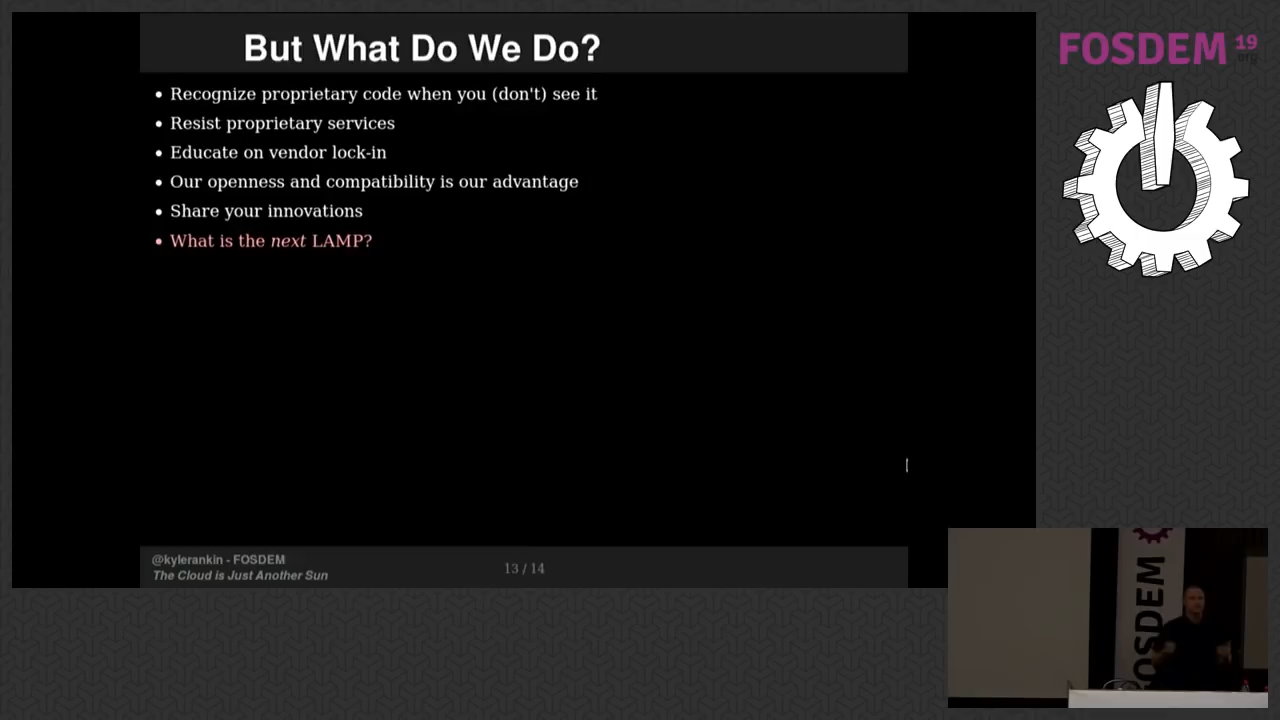 But What Do We Do?
FOSDEM 19
.org
• Recognize proprietary code when you (don't) see it
• Resist proprietary services
• Educate on vendor lock-in
• Our openness and compatibility is our advantage
• Share your innovations
• What is the next LAMP?
@kylerankin - FOSDEM
The Cloud is Just Another Sun
13 / 14
FOSDEM